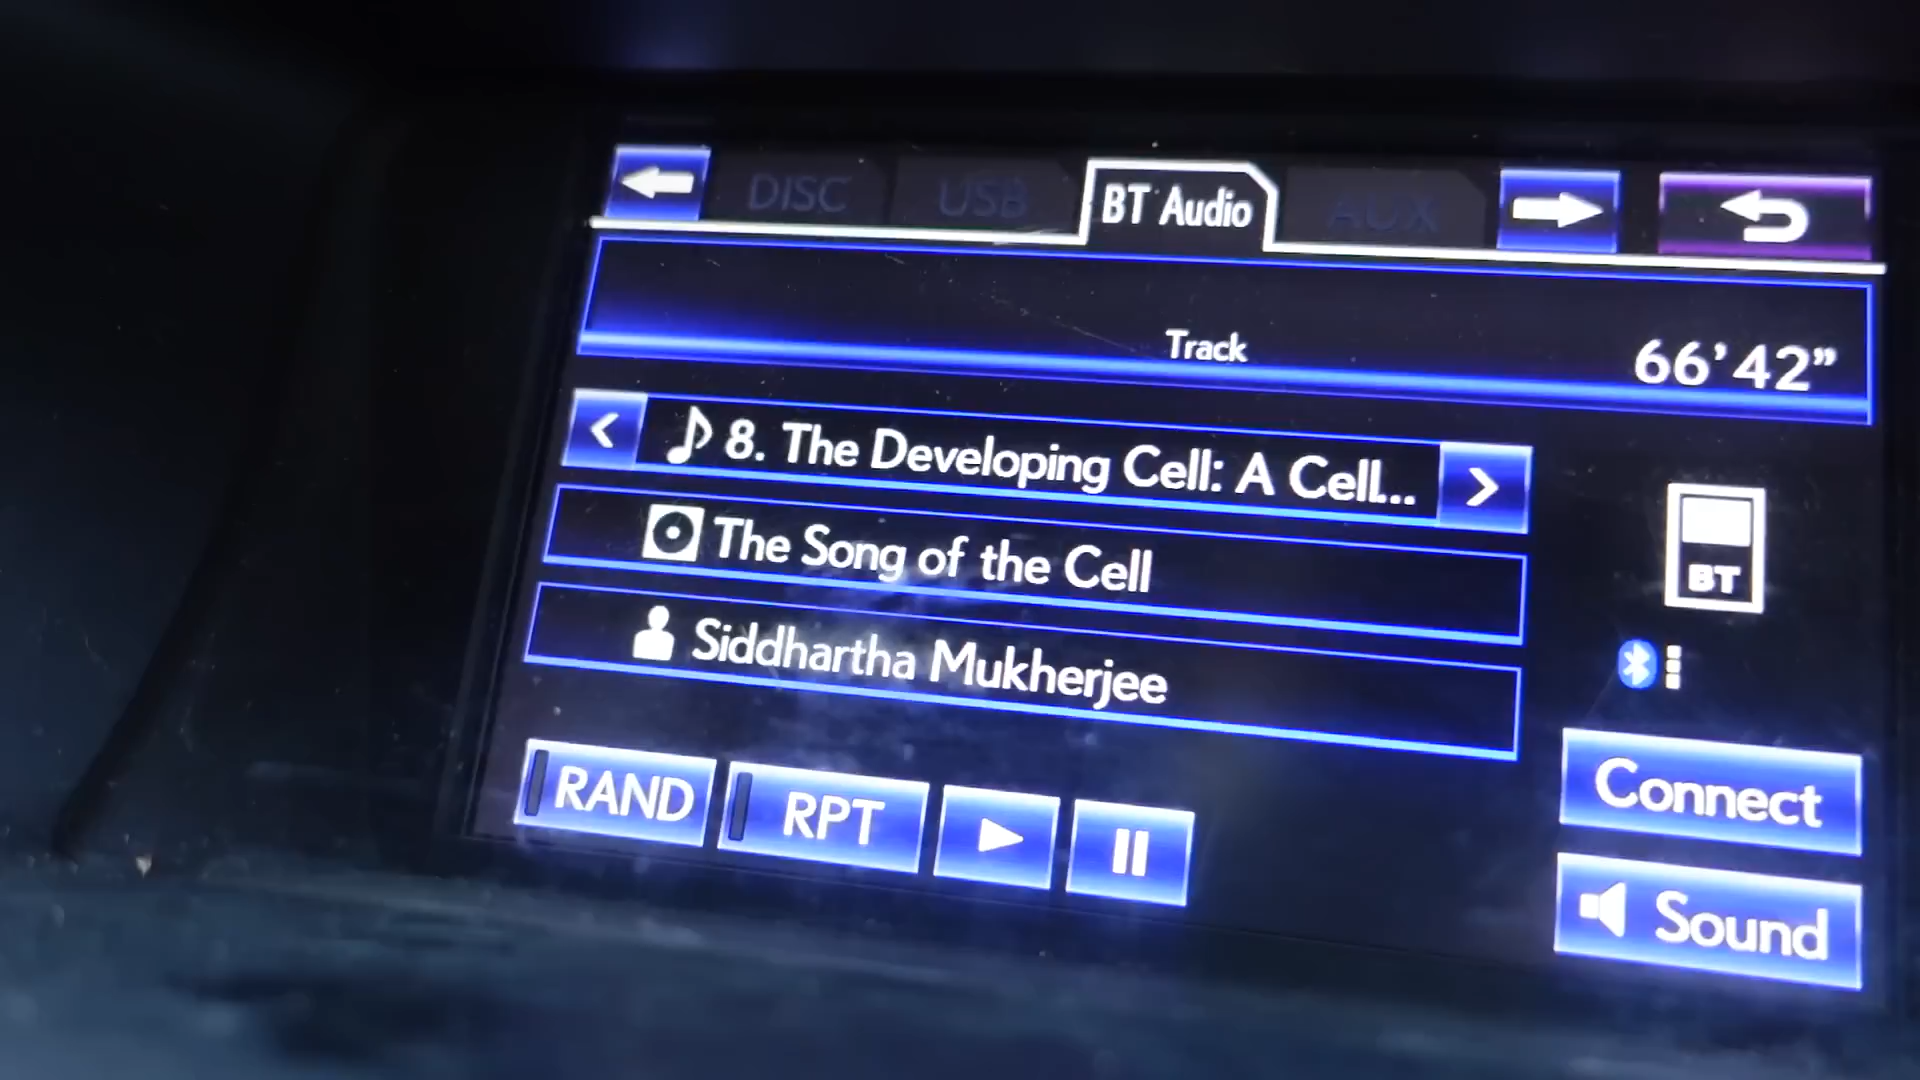 DISC USB BT Audio AUX
Track 66'42”
8. The Developing Cell: A Cell...
The Song of the Cell
BT
Siddhartha Mukherjee
RAND RPT
Connect
Sound